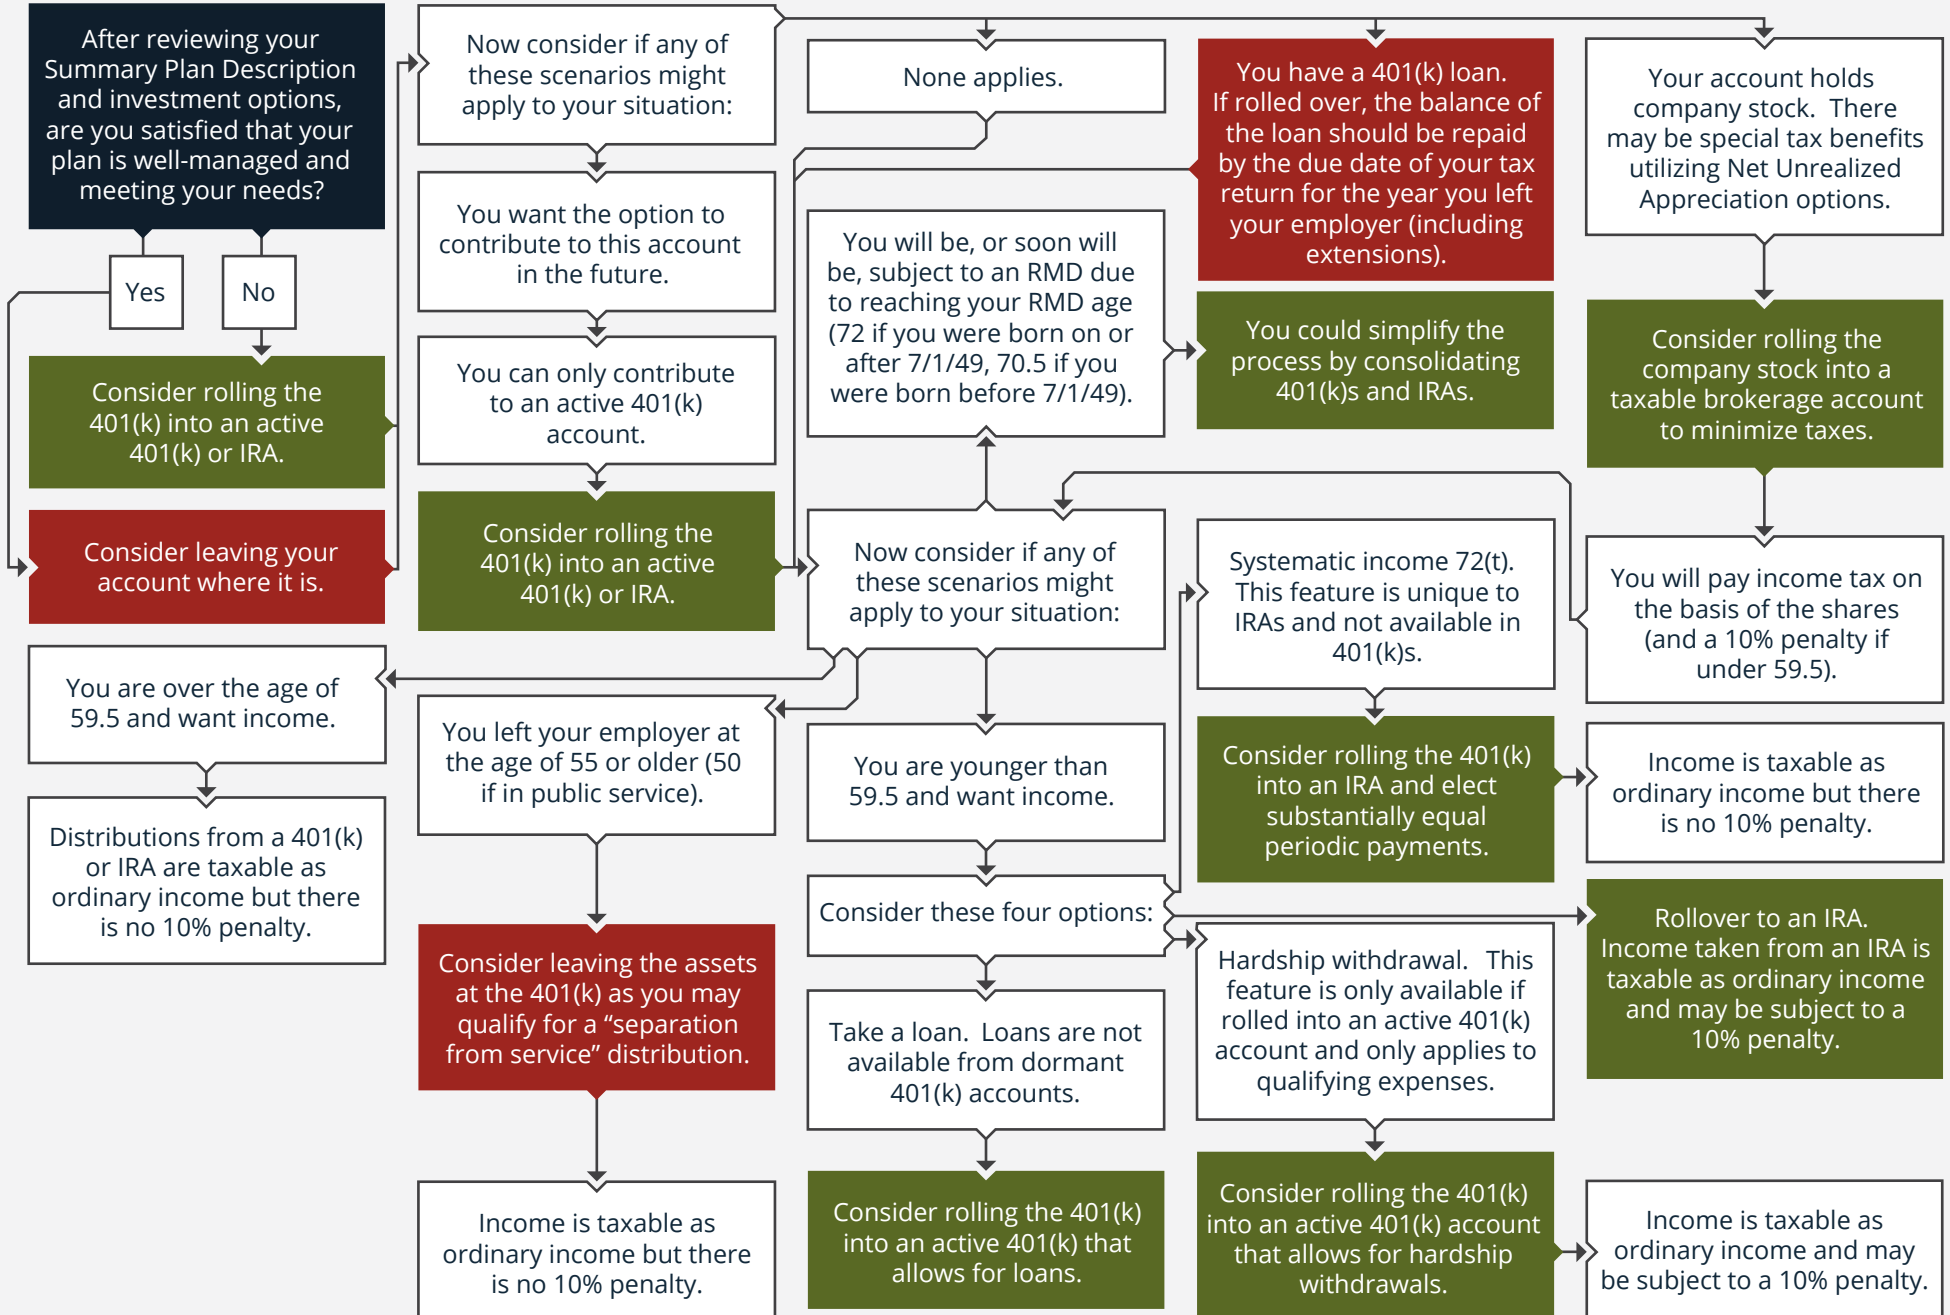 After reviewing your
Summary Plan Description
and investment options,
are you satisfied that your
plan is well-managed and
meeting your needs?
Yes
No
Consider rolling the
401(k) into an active
401(k) or IRA.
Consider leaving your
account where it is.
Now consider if any of
these scenarios might
apply to your situation:
You want the option to
contribute to this account
in the future.
You can only contribute
to an active 401(k)
account.
Consider rolling the
401(k) into an active
401(k) or IRA.
None applies.
You have a 401(k) loan.
If rolled over, the balance of
the loan should be repaid
by the due date of your tax
return for the year you left
your employer (including
extensions).
Your account holds
company stock. There
may be special tax benefits
utilizing Net Unrealized
Appreciation options.
Consider rolling the
company stock into a
taxable brokerage account
to minimize taxes.
You will pay income tax on
the basis of the shares
(and a 10% penalty if
under 59.5).
Now consider if any of
these scenarios might
apply to your situation:
You will be, or soon will
be, subject to an RMD due
to reaching your RMD age
(72 if you were born on or
after 7/1/49, 70.5 if you
were born before 7/1/49).
You could simplify the
process by consolidating
401(k)s and IRAs.
You are over the age of
59.5 and want income.
Distributions from a 401(k)
or IRA are taxable as
ordinary income but there
is no 10% penalty.
You left your employer at
the age of 55 or older (50
if in public service).
Consider leaving the assets
at the 401(k) as you may
qualify for a “separation
from service” distribution.
Income is taxable as
ordinary income but there
is no 10% penalty.
You are younger than
59.5 and want income.
Consider these four options:
Systematic income 72(t).
This feature is unique to
IRAs and not available in
401(k)s.
Consider rolling the 401(k)
into an IRA and elect
substantially equal
periodic payments.
Income is taxable as
ordinary income but there
is no 10% penalty.
Rollover to an IRA.
Income taken from an IRA is
taxable as ordinary income
and may be subject to a
10% penalty.
Hardship withdrawal. This
feature is only available if
rolled into an active 401(k)
account and only applies to
qualifying expenses.
Consider rolling the 401(k)
into an active 401(k) account
that allows for hardship
withdrawals.
Income is taxable as
ordinary income and may
be subject to a 10% penalty.
Take a loan. Loans are not
available from dormant
401(k) accounts.
Consider rolling the 401(k)
into an active 401(k) that
allows for loans.